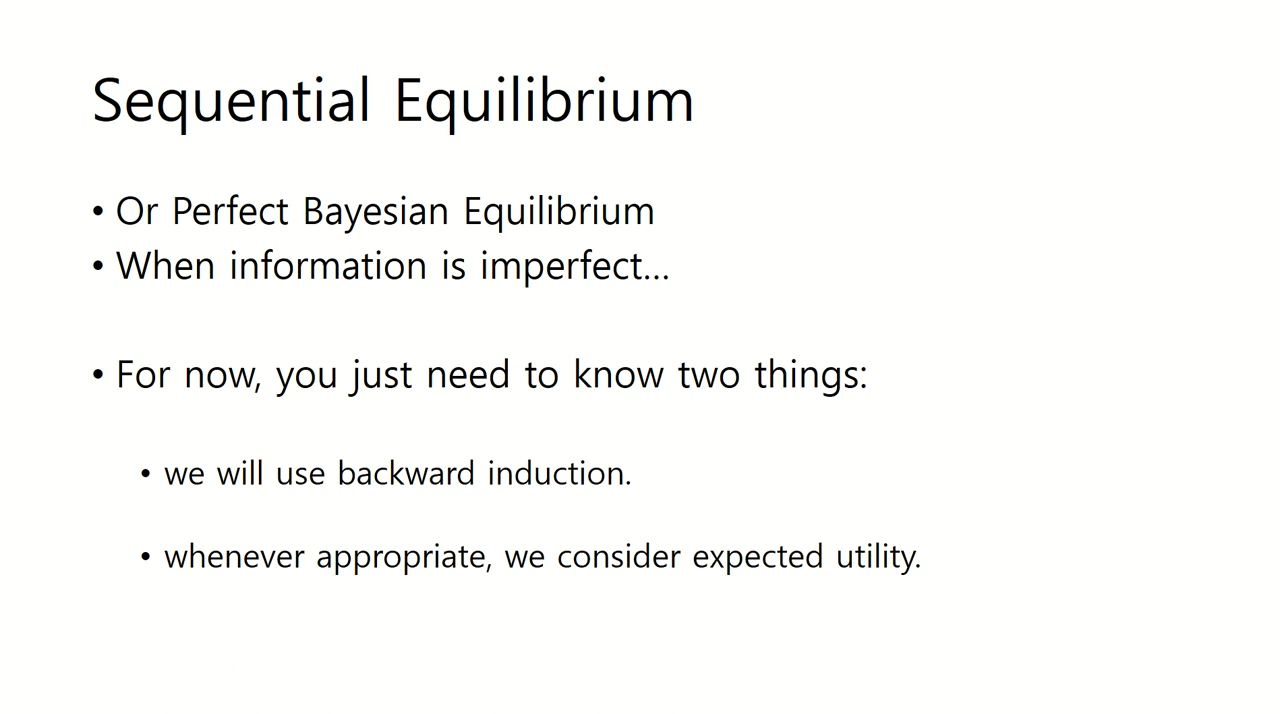 Sequential Equilibrium
• Or Perfect Bayesian Equilibrium
• When information is imperfect...
• For now, you just need to know two things:
• we will use backward induction.
• whenever appropriate, we consider expected utility.